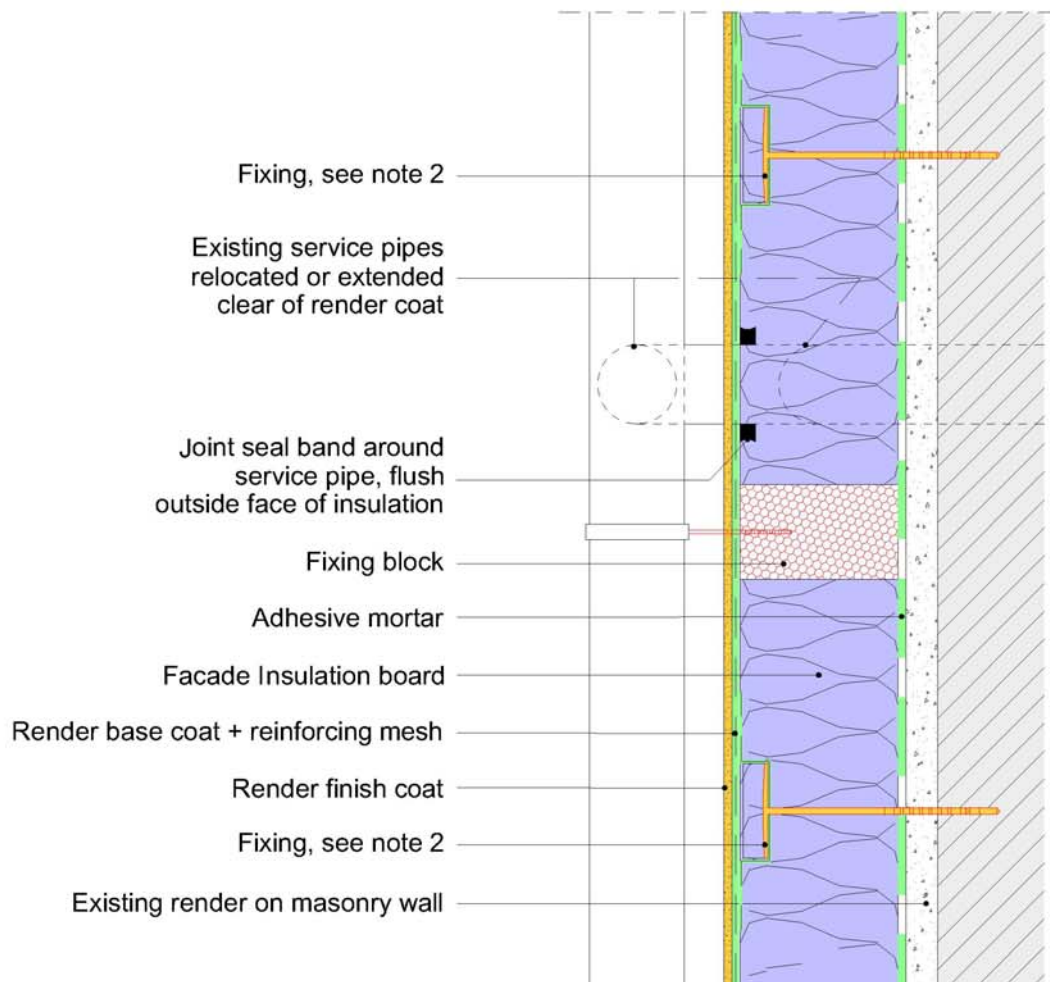 Fixing, see note 2
Existing service pipes
relocated or extended
clear of render coat
Joint seal band around
service pipe, flush
outside face of insulation
Fixing block
Adhesive mortar
Facade Insulation board
Render base coat + reinforcing mesh
Render finish coat
Fixing, see note 2
Existing render on masonry wall